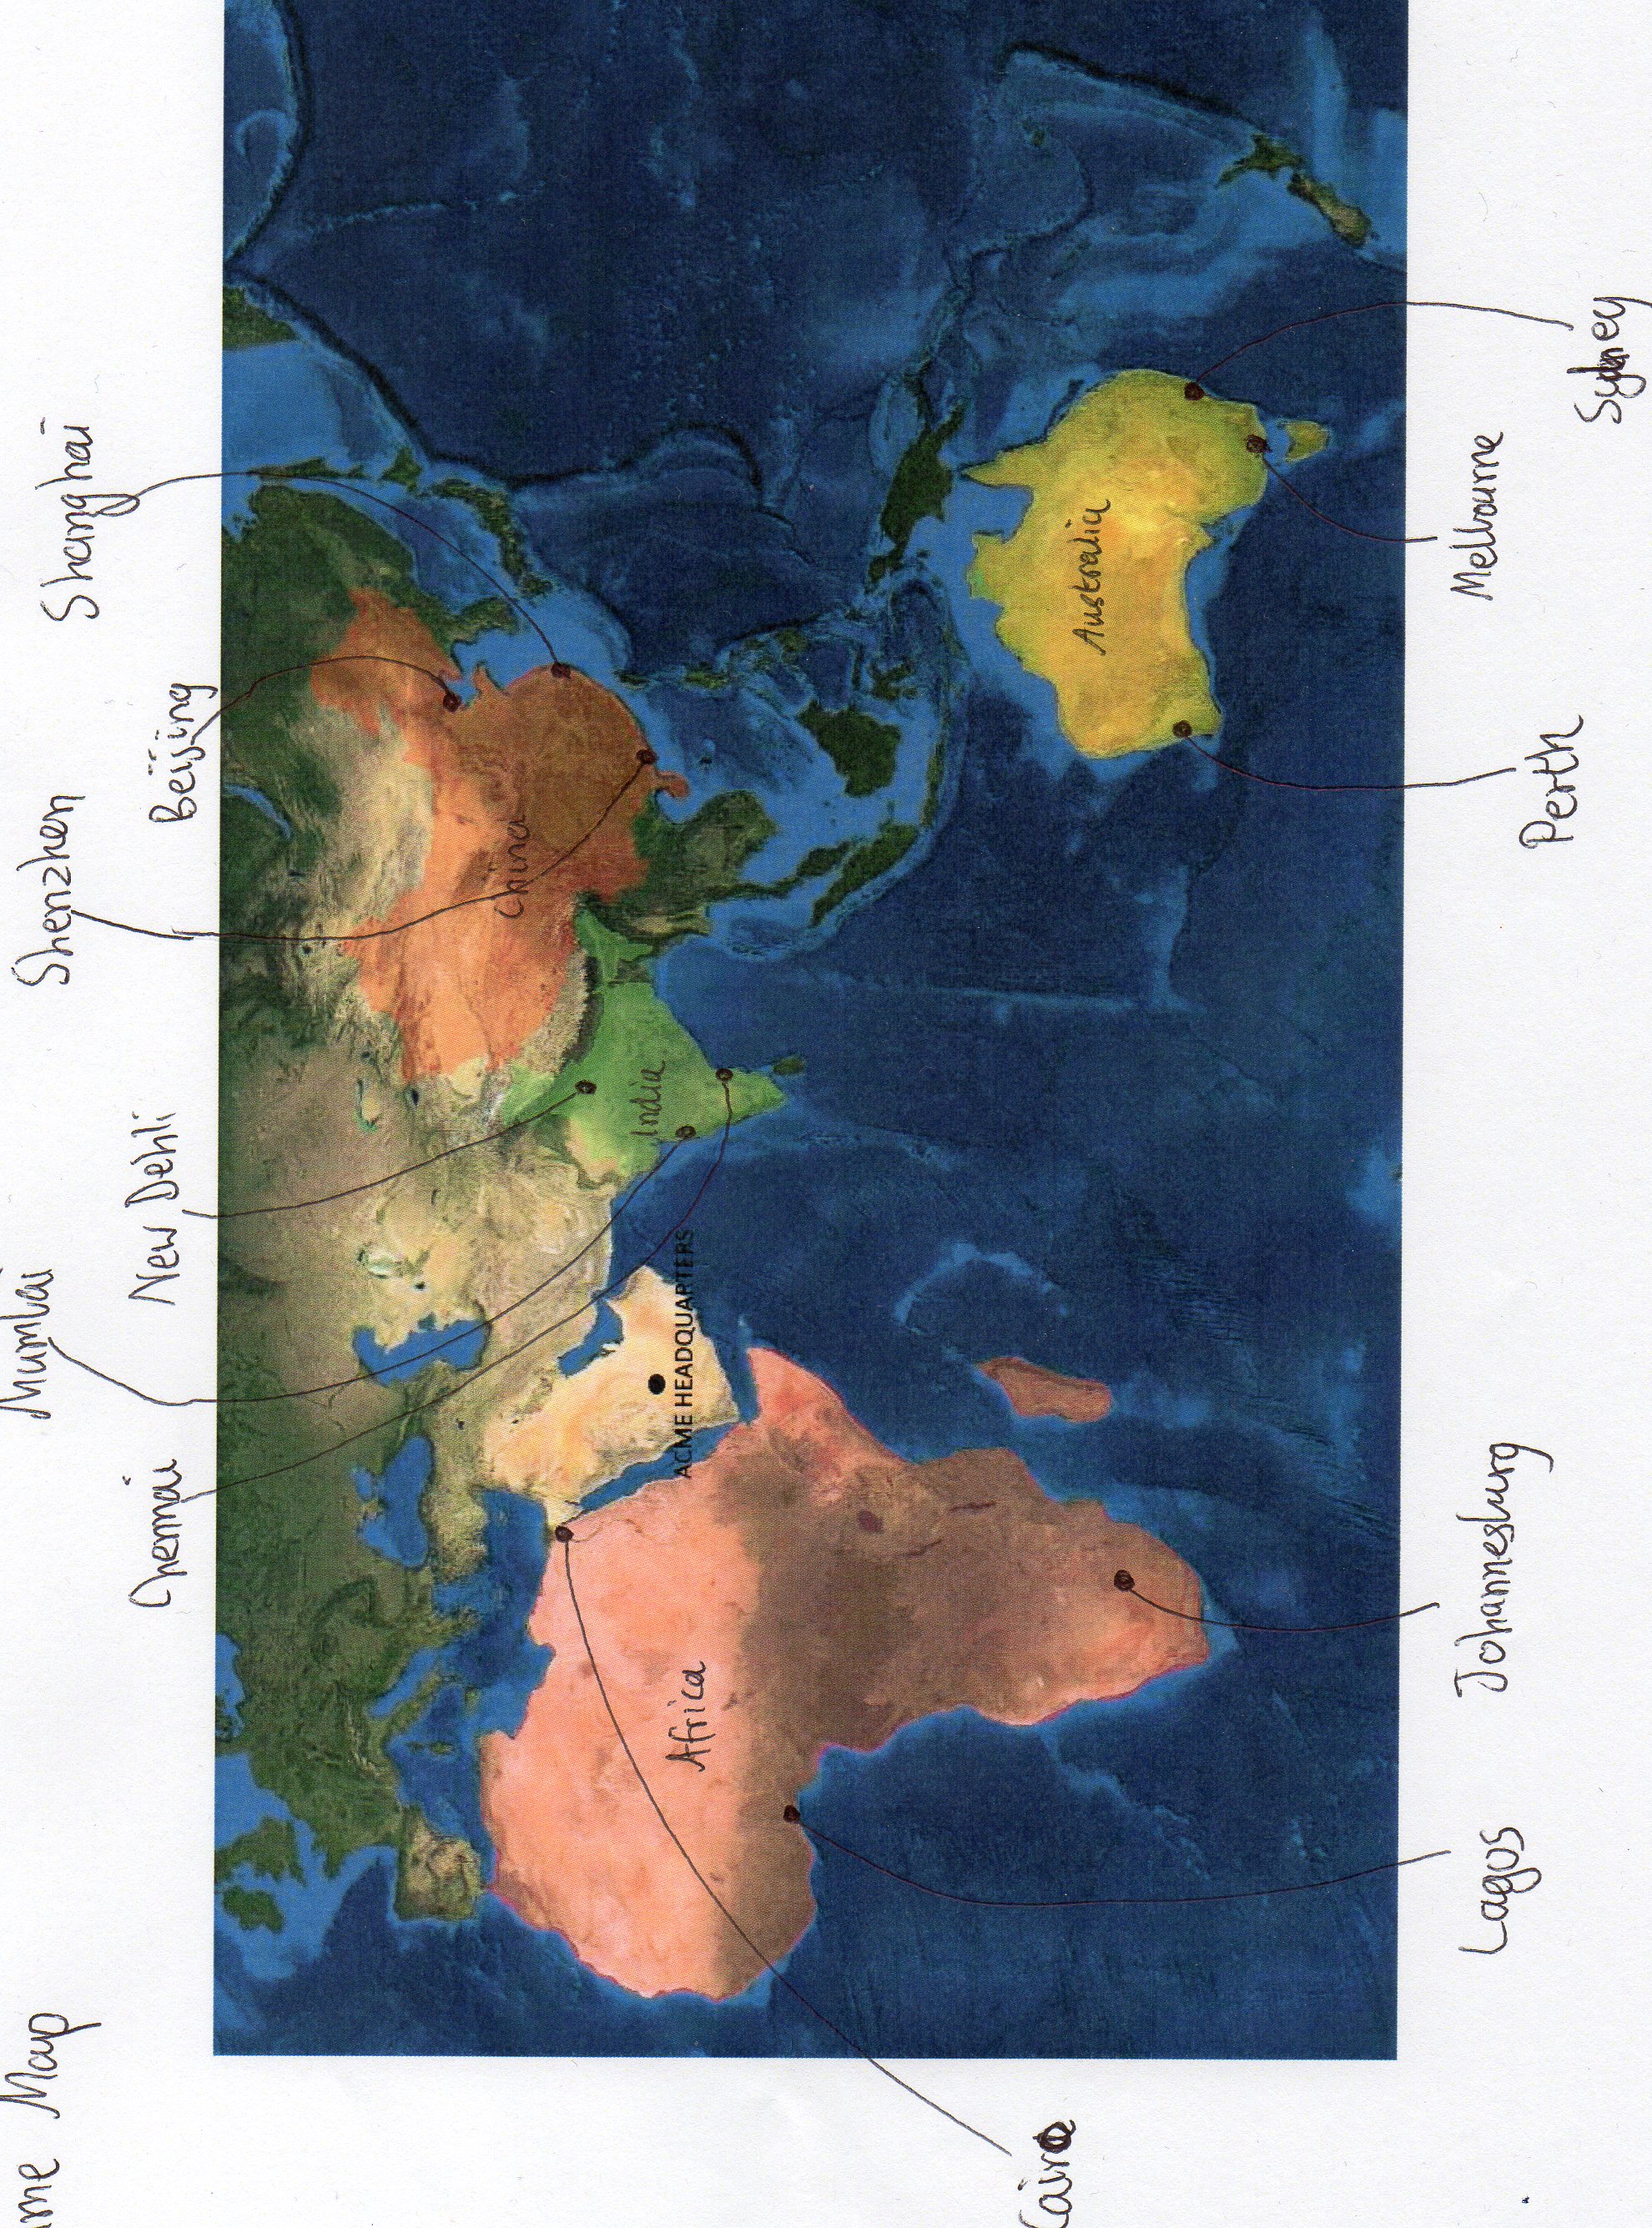 Map
Mumbai
Shenzhen
Shanghai
Chennai
New Dehli
Beijing
China
India
Africa
ACME HEADQUARTERS
Cairo
Australia
Lagos
Johannesburg
Melbourne
Perth
Sydney